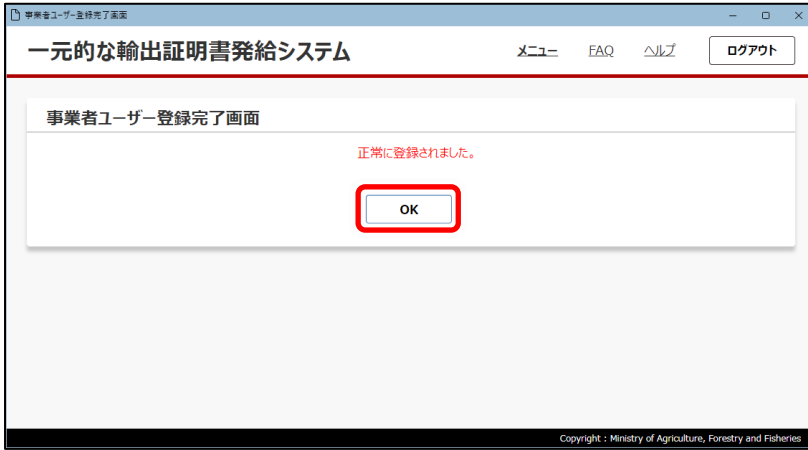 事業者ユーザー登録完了画面
一元的な輸出証明書発給システム
メニュー FAQ ヘルプ ログアウト
事業者ユーザー登録完了画面
正常に登録されました。
OK
Copyright : Ministry of Agriculture, Forestry and Fisheries